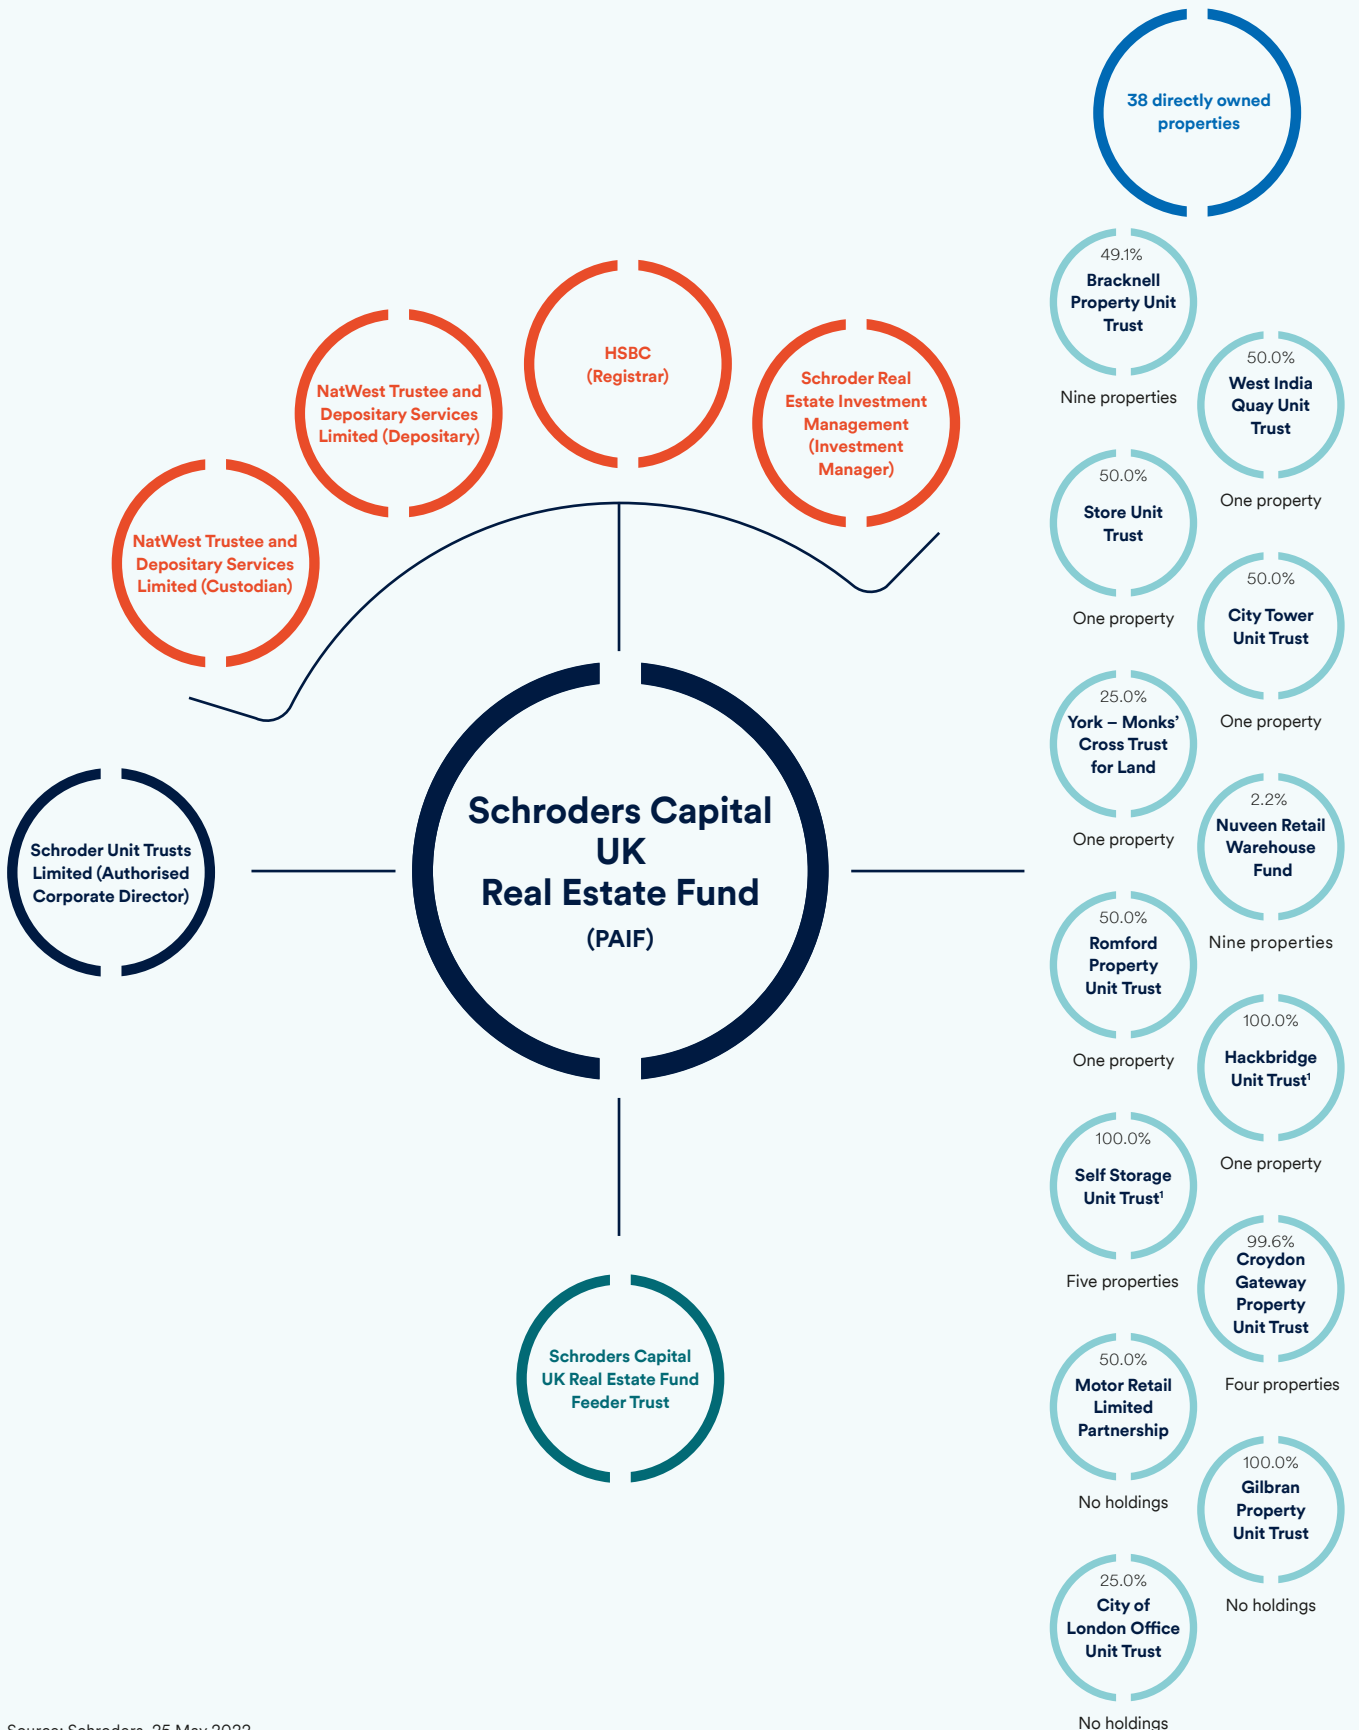 38 directly owned
properties
49.1%
Bracknell
Property Unit
Trust
Nine properties
50.0%
West India
Quay Unit
Trust
One property
HSBC
(Registrar)
NatWest Trustee and
Depositary Services
Limited (Depositary)
Schroder Real
Estate Investment
Management
(Investment
Manager)
NatWest Trustee and
Depositary Services
Limited (Custodian)
50.0%
Store Unit
Trust
One property
50.0%
City Tower
Unit Trust
One property
25.0%
York – Monks’
Cross Trust
for Land
One property
2.2%
Nuveen Retail
Warehouse
Fund
Nine properties
Schroder Unit Trusts
Limited (Authorised
Corporate Director)
Schroders Capital
UK
Real Estate Fund
(PAIF)
50.0%
Romford
Property
Unit Trust
One property
100.0%
Hackbridge
Unit Trust¹
One property
100.0%
Self Storage
Unit Trust¹
Five properties
99.6%
Croydon
Gateway
Property
Unit Trust
Four properties
Schroders Capital
UK Real Estate Fund
Feeder Trust
50.0%
Motor Retail
Limited
Partnership
No holdings
100.0%
Gilbran
Property
Unit Trust
No holdings
25.0%
City of
London Office
Unit Trust
No holdings
Source: Schroders, 25 May 2022